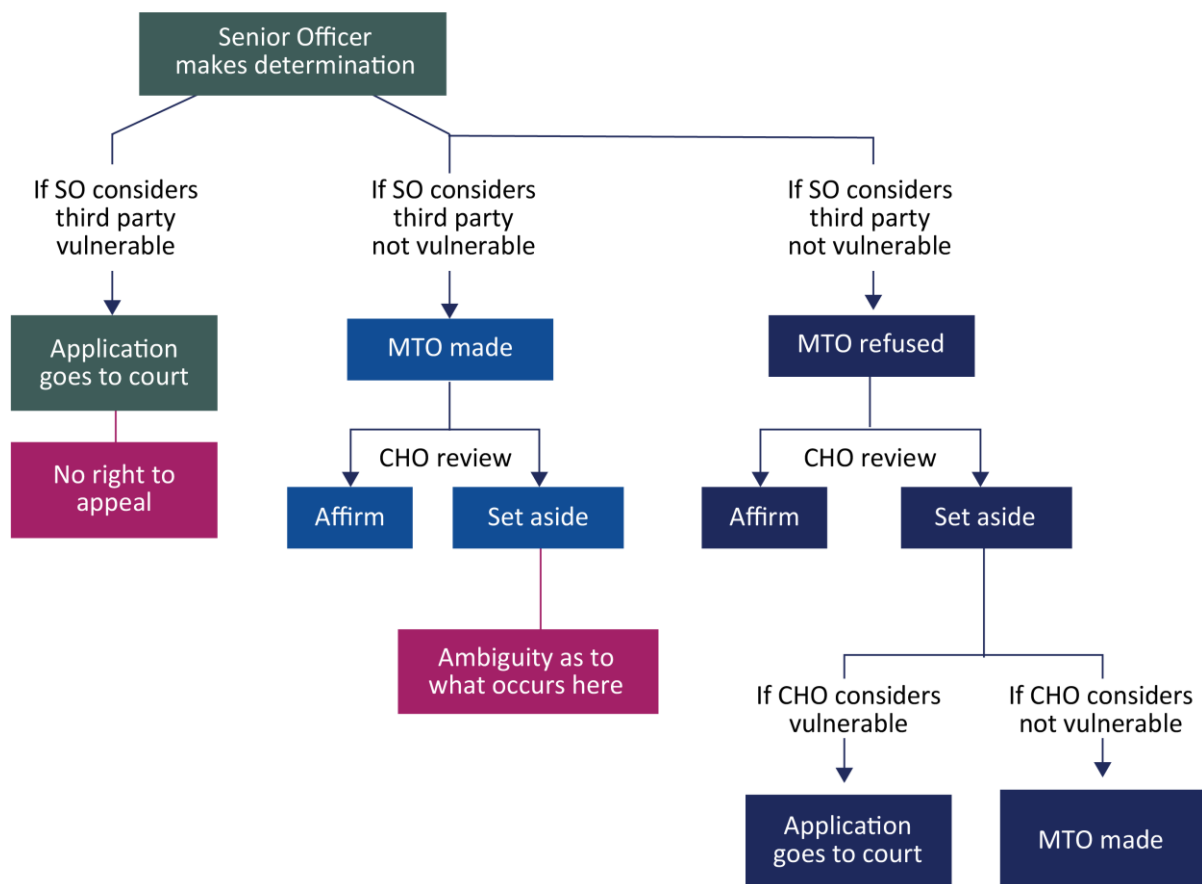 Senior Officer
makes determination
If SO considers
third party
vulnerable
If SO considers
third party
not vulnerable
If SO considers
third party
not vulnerable
Application
goes to court
MTO made
MTO refused
No right to
appeal
CHO review
CHO review
Affirm
Set aside
Affirm
Set aside
Ambiguity as to
what occurs here
If CHO considers
vulnerable
If CHO considers
not vulnerable
Application
goes to court
MTO made